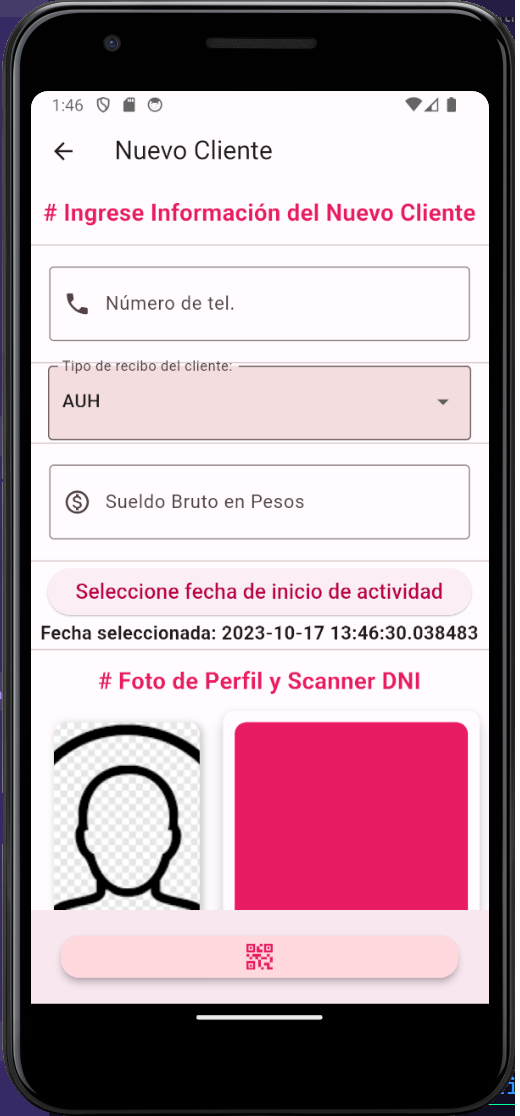 1:46
Nuevo Cliente
# Ingrese Información del Nuevo Cliente
Número de tel.
Tipo de recibo del cliente:
AUH
Sueldo Bruto en Pesos
Seleccione fecha de inicio de actividad
Fecha seleccionada: 2023-10-17 13:46:30.038483
# Foto de Perfil y Scanner DNI